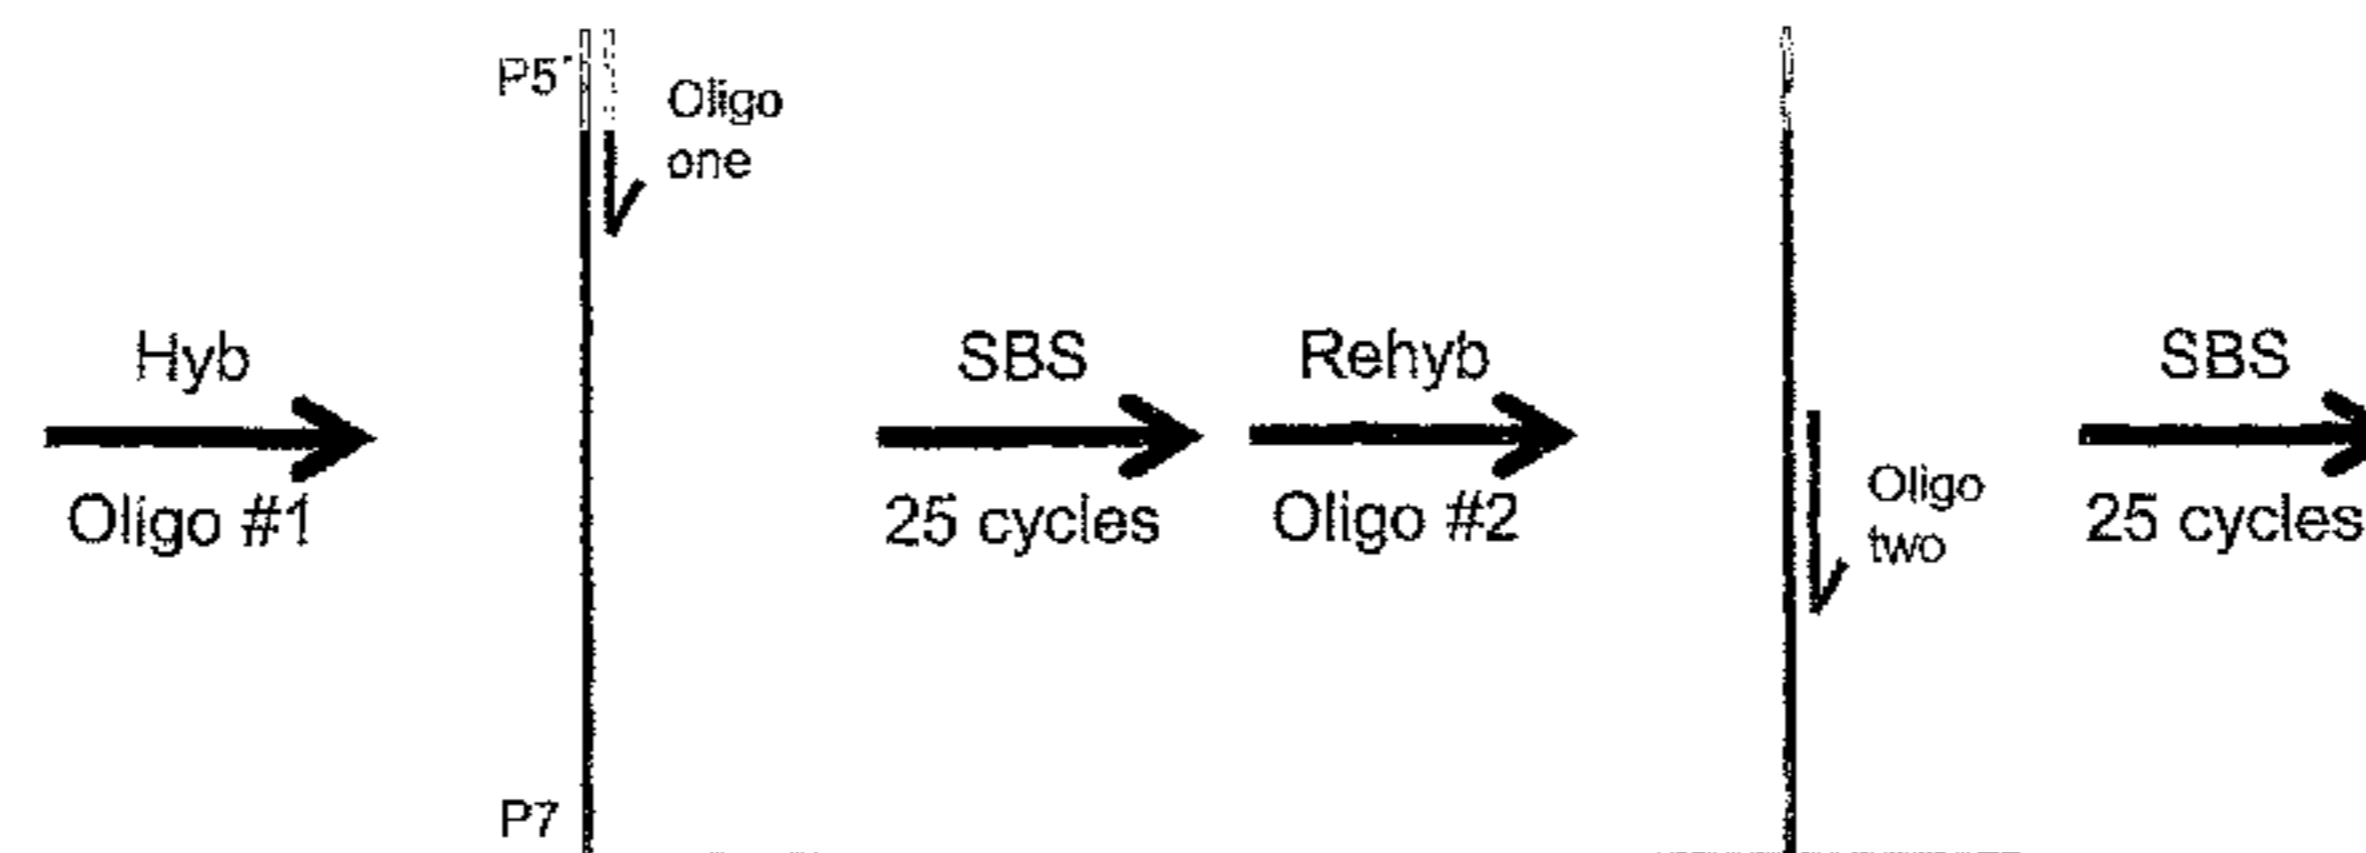 P5'
Oligo
one
Hyb
Oligo #1
SBS
25 cycles
Rehyb
Oligo #2
Oligo
two
SBS
25 cycles
P7